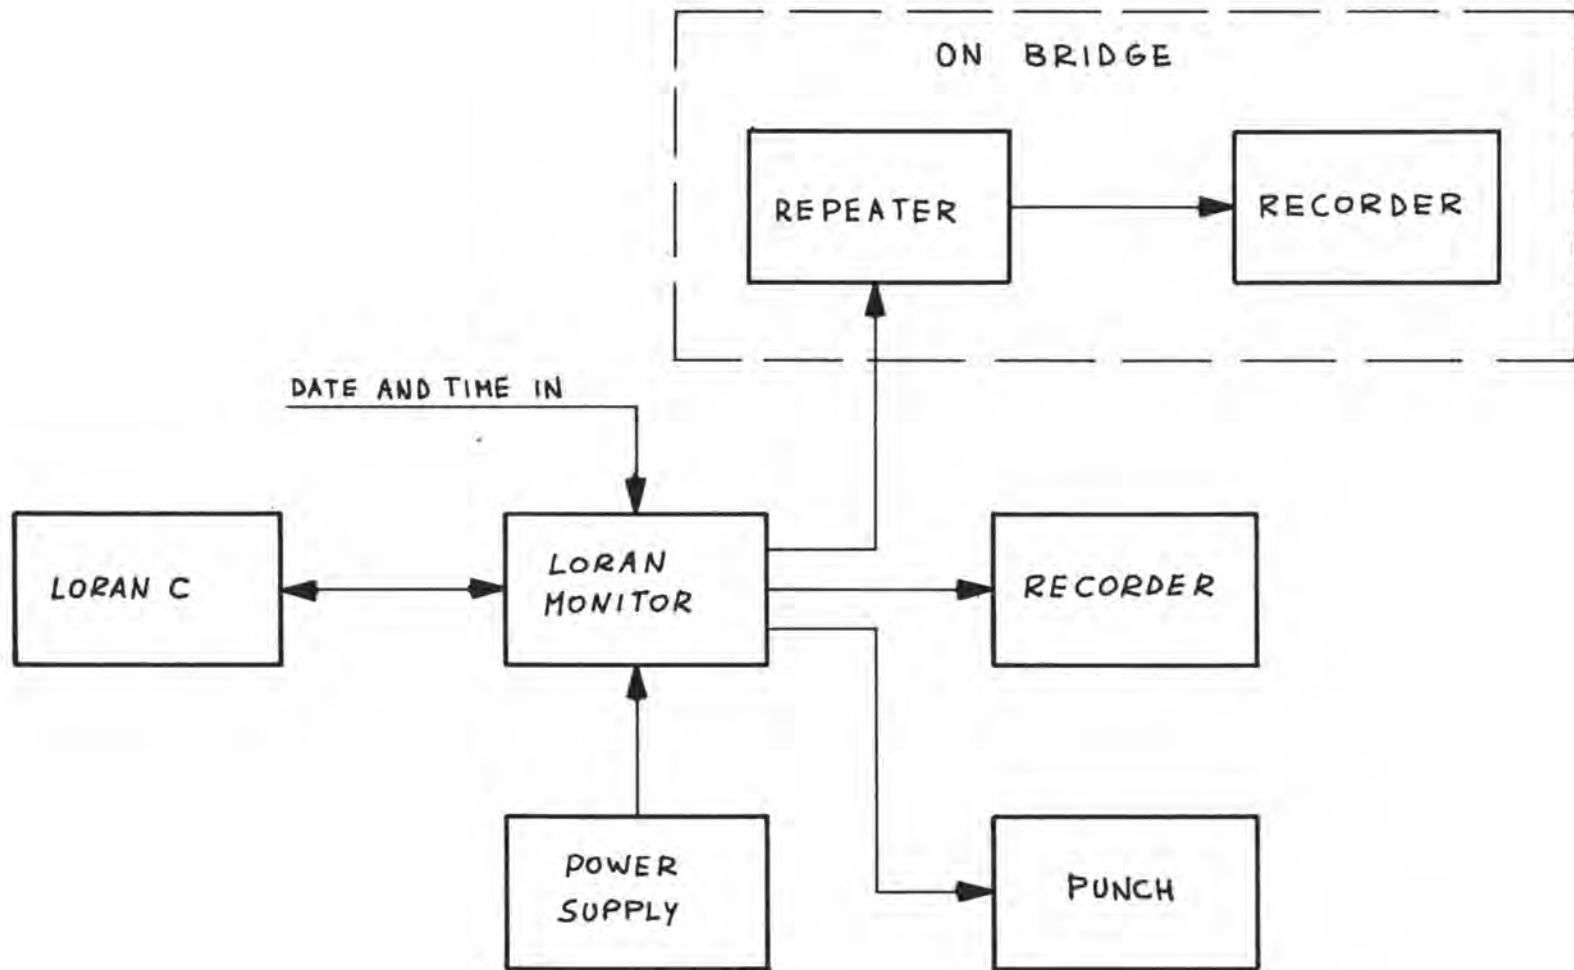 ON BRIDGE
REPEATER
RECORDER
DATE AND TIME IN
LORAN C
LORAN
MONITOR
RECORDER
POWER
SUPPLY
PUNCH